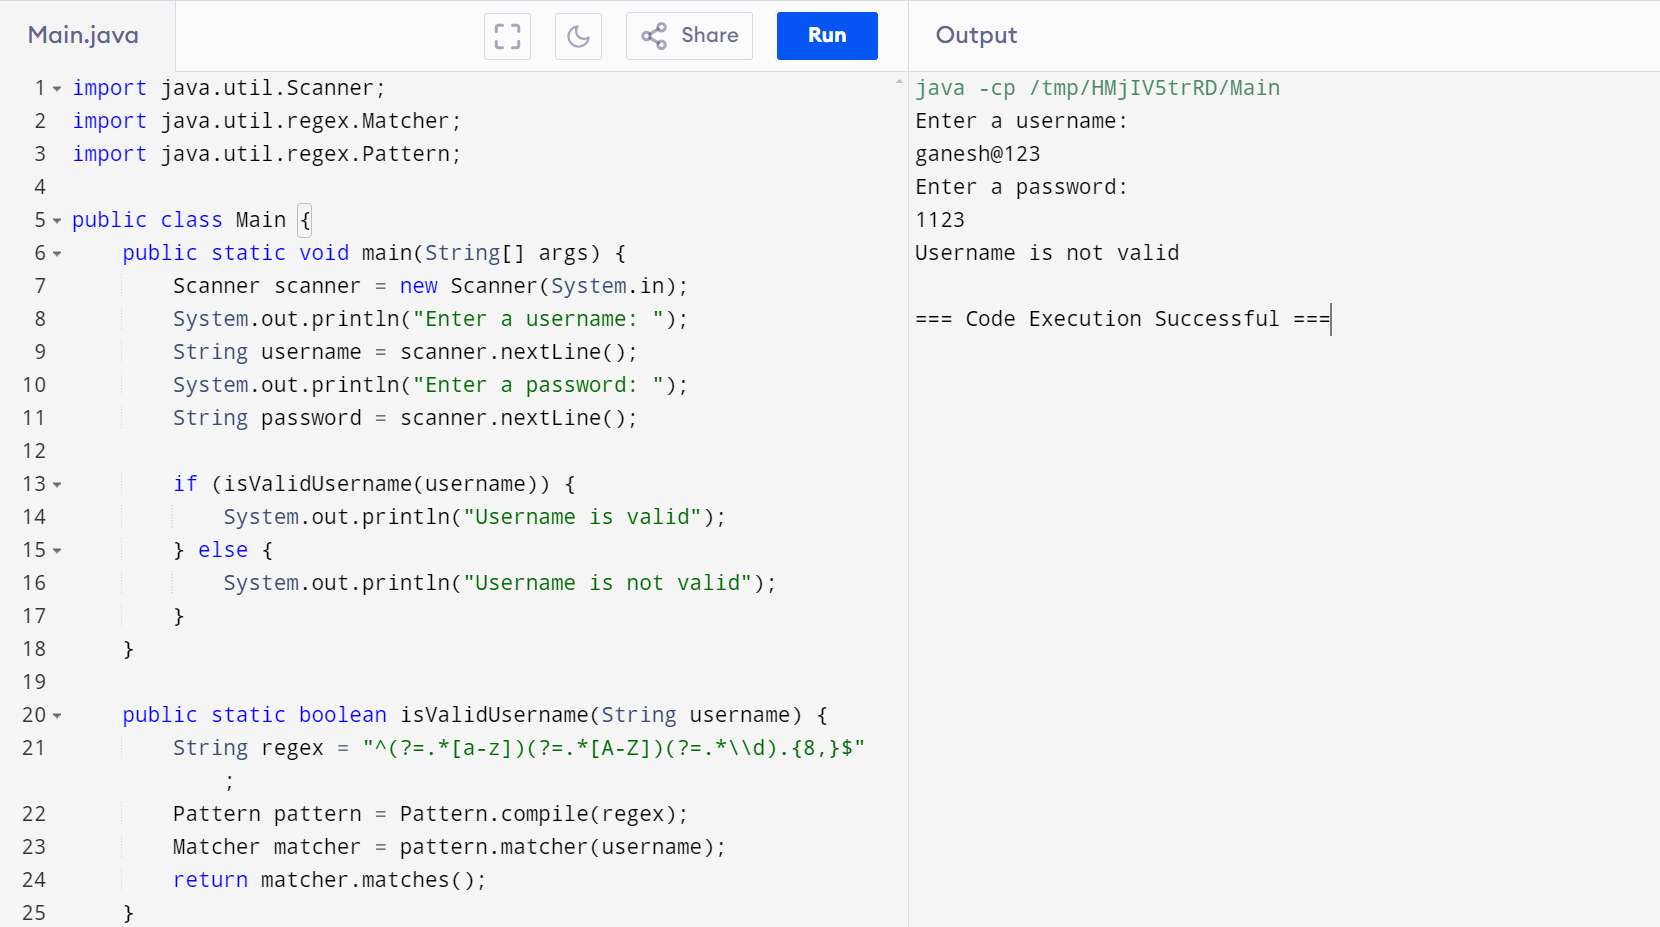 Main.java
Share
Run
1 import java.util.Scanner;
2 import java.util.regex.Matcher;
3 import java.util.regex.Pattern;
4
5 public class Main {
6     public static void main(String[] args) {
7         Scanner scanner = new Scanner(System.in);
8         System.out.println("Enter a username: ");
9         String username = scanner.nextLine();
10         System.out.println("Enter a password: ");
11         String password = scanner.nextLine();
12
13         if (isValidUsername(username)) {
14             System.out.println("Username is valid");
15         } else {
16             System.out.println("Username is not valid");
17         }
18     }
19
20     public static boolean isValidUsername(String username) {
21         String regex = "^(?=.*[a-z])(?=.*[A-Z])(?=.*\\d).{8,}$"
            ;
22         Pattern pattern = Pattern.compile(regex);
23         Matcher matcher = pattern.matcher(username);
24         return matcher.matches();
25     }
Output
java -cp /tmp/HMjIV5trRD/Main
Enter a username:
ganesh@123
Enter a password:
1123
Username is not valid
=== Code Execution Successful ===